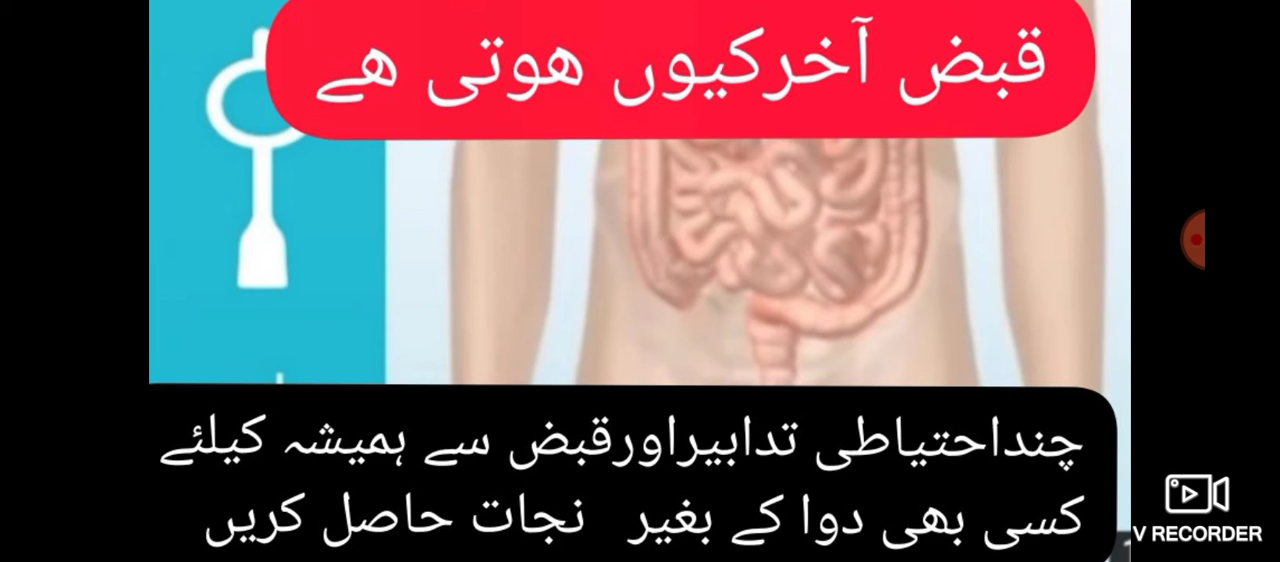 قبض آخرکیوں ھوتی ھے
چنداحتیاطی تدابیراورقبض سے ہمیشہ کیلئے
کسی بھی دوا کے بغیر نجات حاصل کریں
V RECORDER